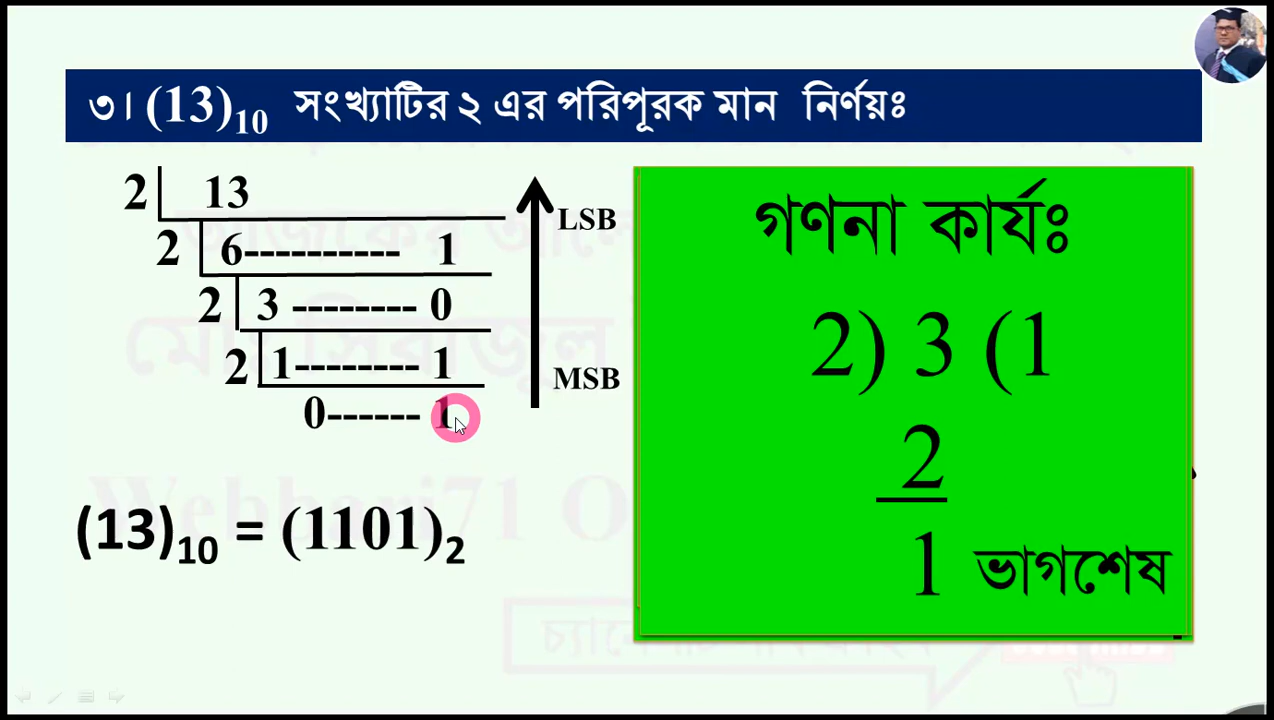 ৩। (13)10 সংখ্যাটির ২ এর পরিপূরক মান নির্ণয়ঃ
2 13
2 6---------- 1
2 3 -------- 0
2 1-------- 1
0------ 1
LSB
MSB
(13)10 = (1101)2
গণনা কার্যঃ
2) 3 (1
2
1 ভাগশেষ